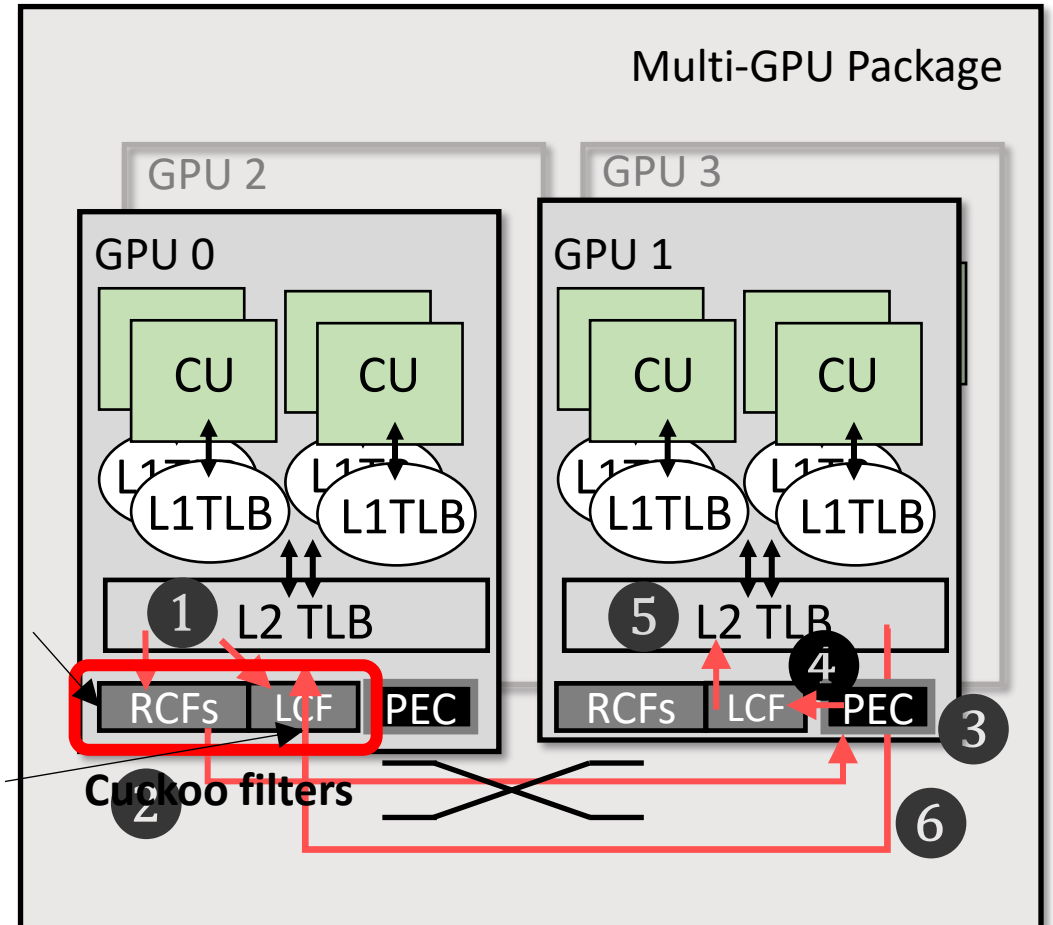 Multi-GPU Package
GPU 2
GPU 3
GPU 0
GPU 1
CU
CU
CU
CU
L1TLB
L1TLB
L1TLB
L1TLB
1
L2 TLB
5
L2 TLB
4
RCFs
LCF
PEC
RCFs
LCF
PEC
3
Cuckoo filters
2
6